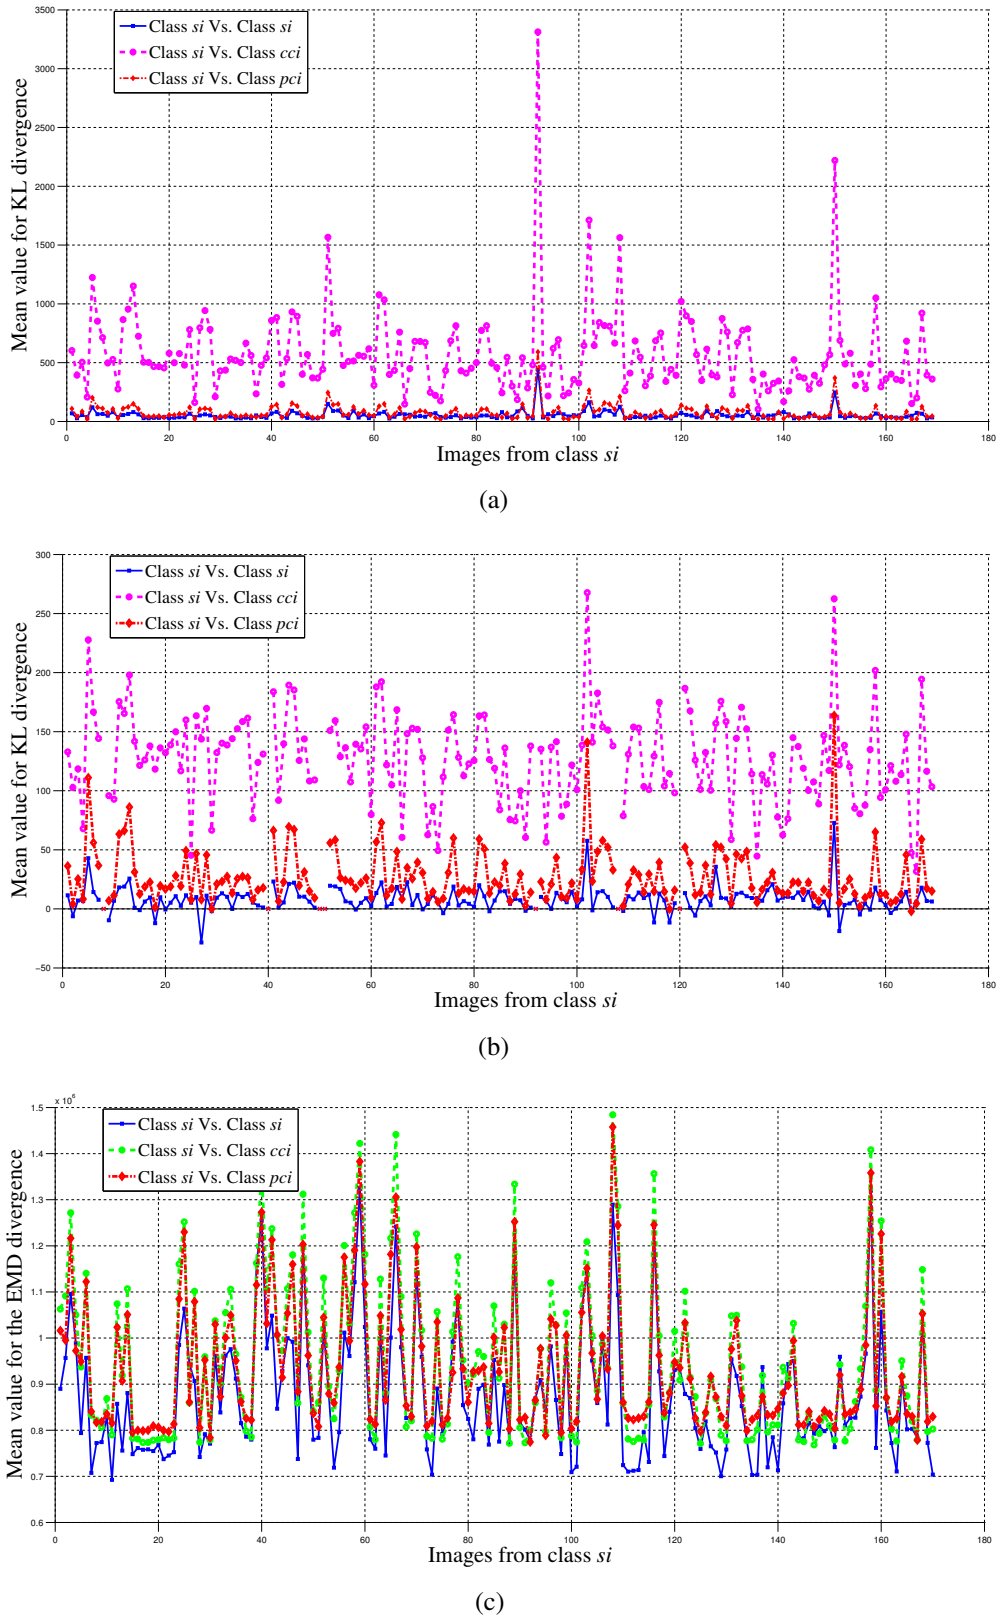 3500
3000
2500
2000
1500
1000
500
0
Mean value for KL divergence
Class si Vs. Class si
Class si Vs. Class cci
Class si Vs. Class pci
0 20 40 60 80 100 120 140 160 180
Images from class si
(a)
300
250
200
150
100
50
0
−50
Mean value for KL divergence
Class si Vs. Class si
Class si Vs. Class cci
Class si Vs. Class pci
0 20 40 60 80 100 120 140 160 180
Images from class si
(b)
x 10^6
1.5
1.4
1.3
1.2
1.1
1
0.9
0.8
0.7
0.6
Mean value for the EMD divergence
Class si Vs. Class si
Class si Vs. Class cci
Class si Vs. Class pci
0 20 40 60 80 100 120 140 160 180
Images from class si
(c)